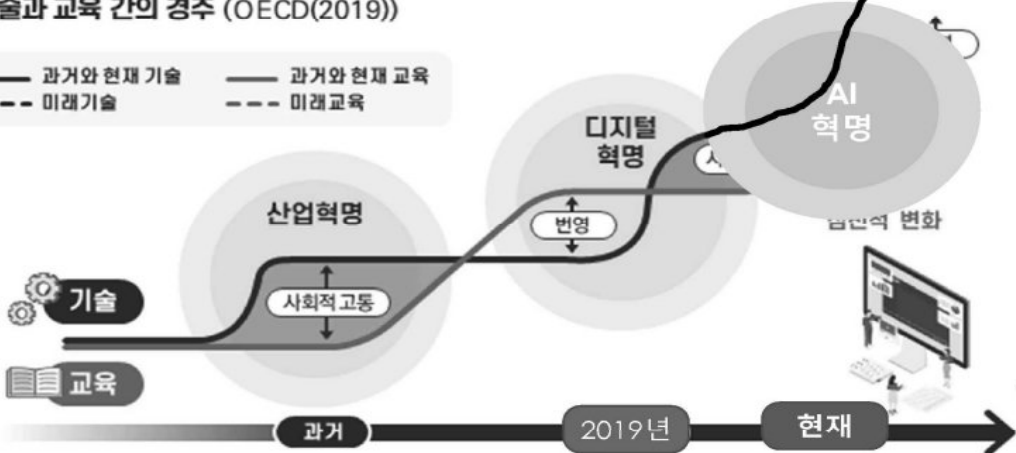 과 교육 간의 경주 (OECD(2019))
과거와 현재 기술
과거와 현재 교육
미래기술
미래교육
AI
혁명
디지털
혁명
산업혁명
번영
변화
사회적고통
기술
교육
과거
2019년
현재